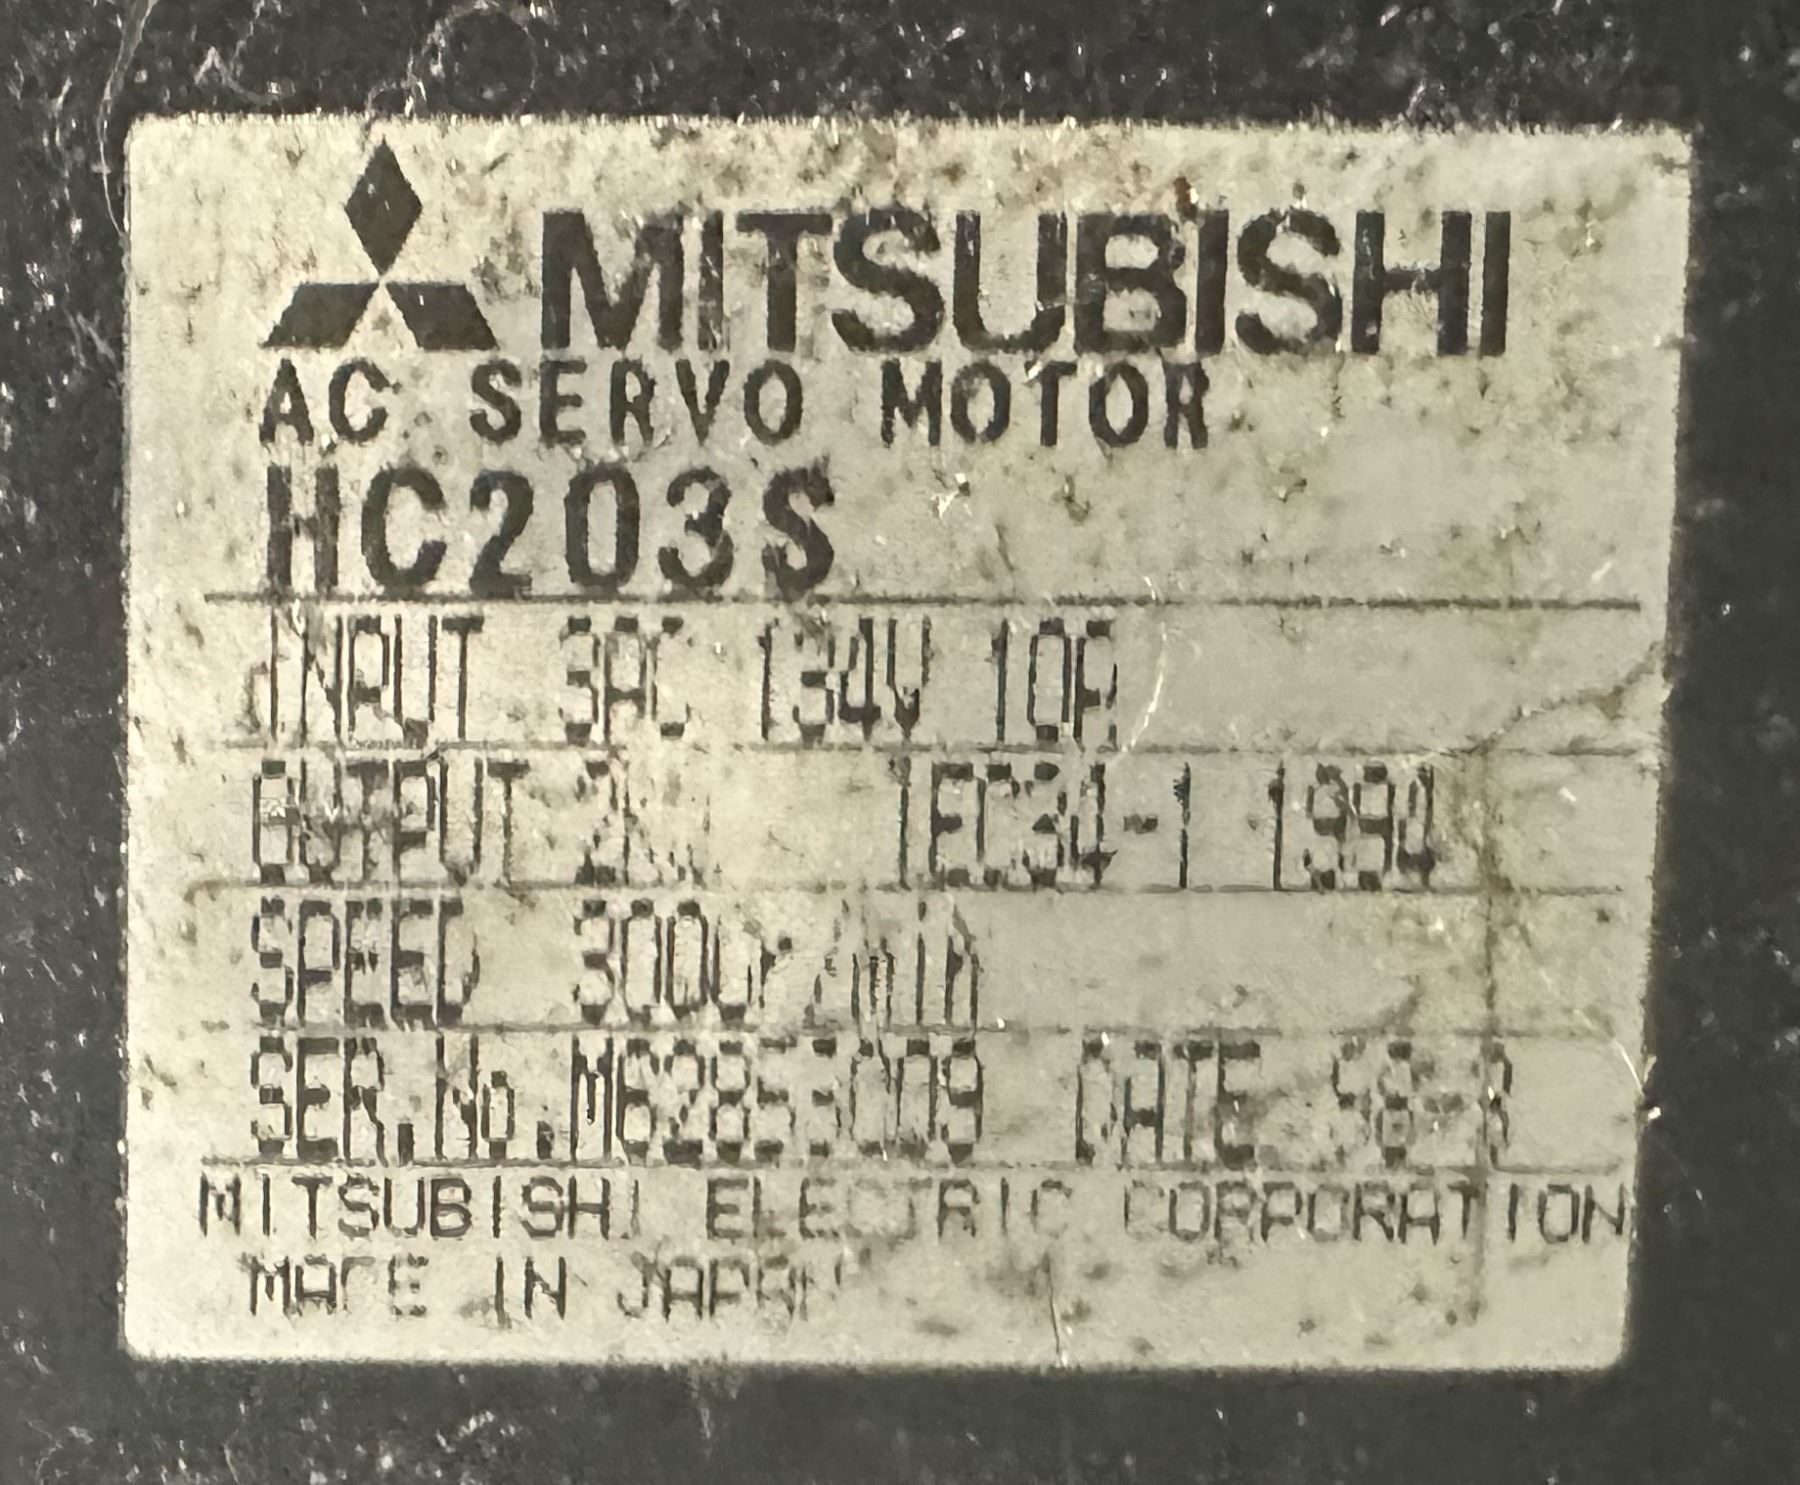 MITSUBISHI
AC SERVO MOTOR
HC203S
INPUT 3AC 134V 10A
OUTPUT IEC34-1 1994
SPEED 3000r/min
SER.No. DATE
MITSUBISHI ELECTRIC CORPORATION
MADE IN JAPAN